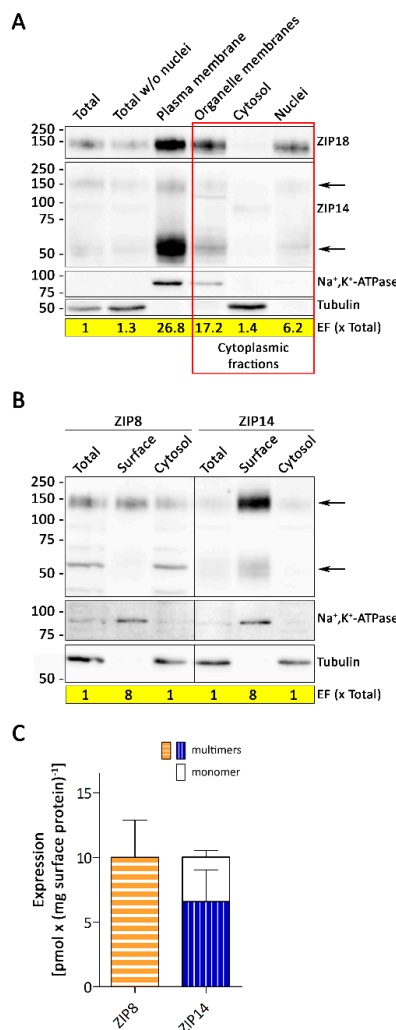 A
Total
Total w/o nuclei
Plasma membrane
Organelle membranes
Cytosol
Nuclei
250
150
100
ZIP18
250
150
100
50
ZIP14
100
75
Na⁺,K⁺-ATPase
50
Tubulin
1 1.3 26.8 17.2 1.4 6.2 EF (x Total)
Cytoplasmic
fractions
B
ZIP8 ZIP14
Total Surface Cytosol Total Surface Cytosol
250
150
100
75
50
100
75
Na⁺,K⁺-ATPase
50
Tubulin
1 8 1 1 8 1 EF (x Total)
C
multimers
monomer
Expression
[pmol x (mg surface protein)⁻¹]
15
10
5
0
ZIP8 ZIP14